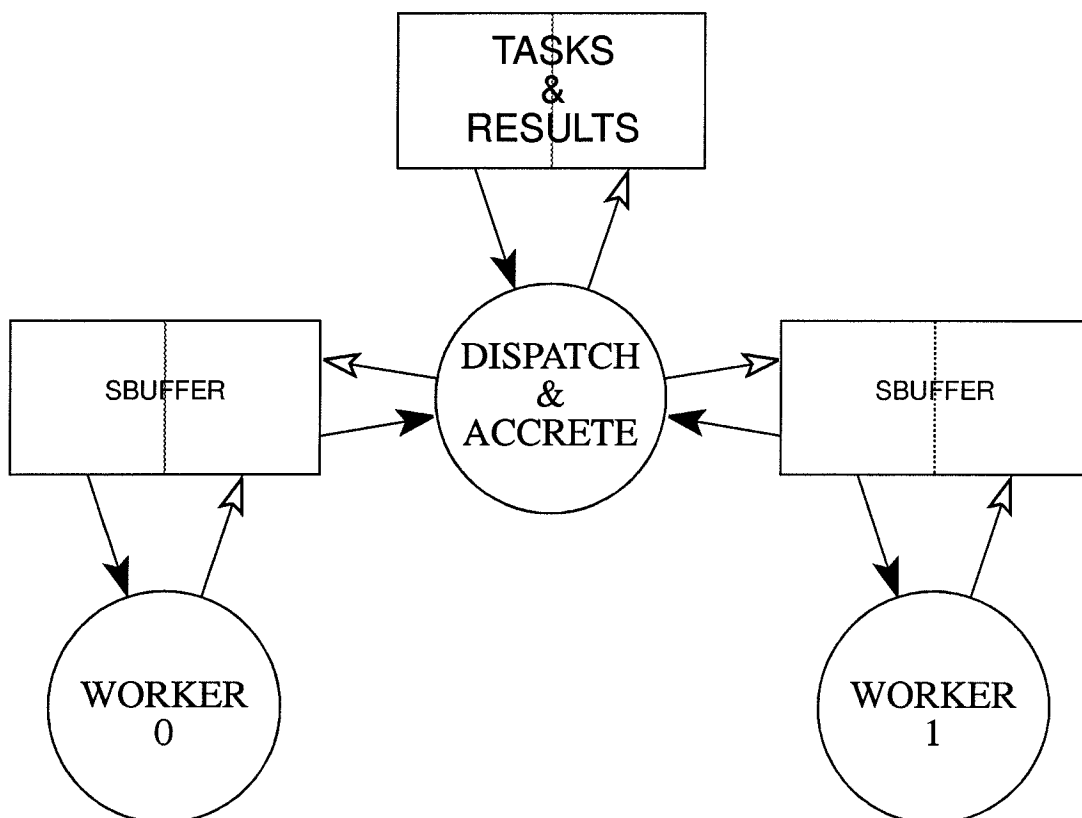 TASKS
&
RESULTS
DISPATCH
&
ACCRETE
SBUFFER
SBUFFER
WORKER
0
WORKER
1